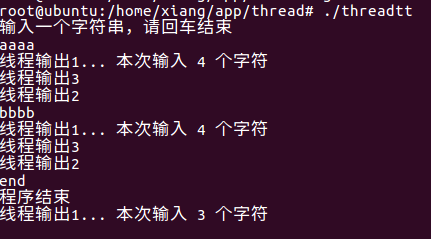 root@ubuntu:/home/xiang/app/thread# ./threadtt
输入一个字符串，请回车结束
aaaa
线程输出1... 本次输入 4 个字符
线程输出3
线程输出2
bbbb
线程输出1... 本次输入 4 个字符
线程输出3
线程输出2
end
程序结束
线程输出1... 本次输入 3 个字符